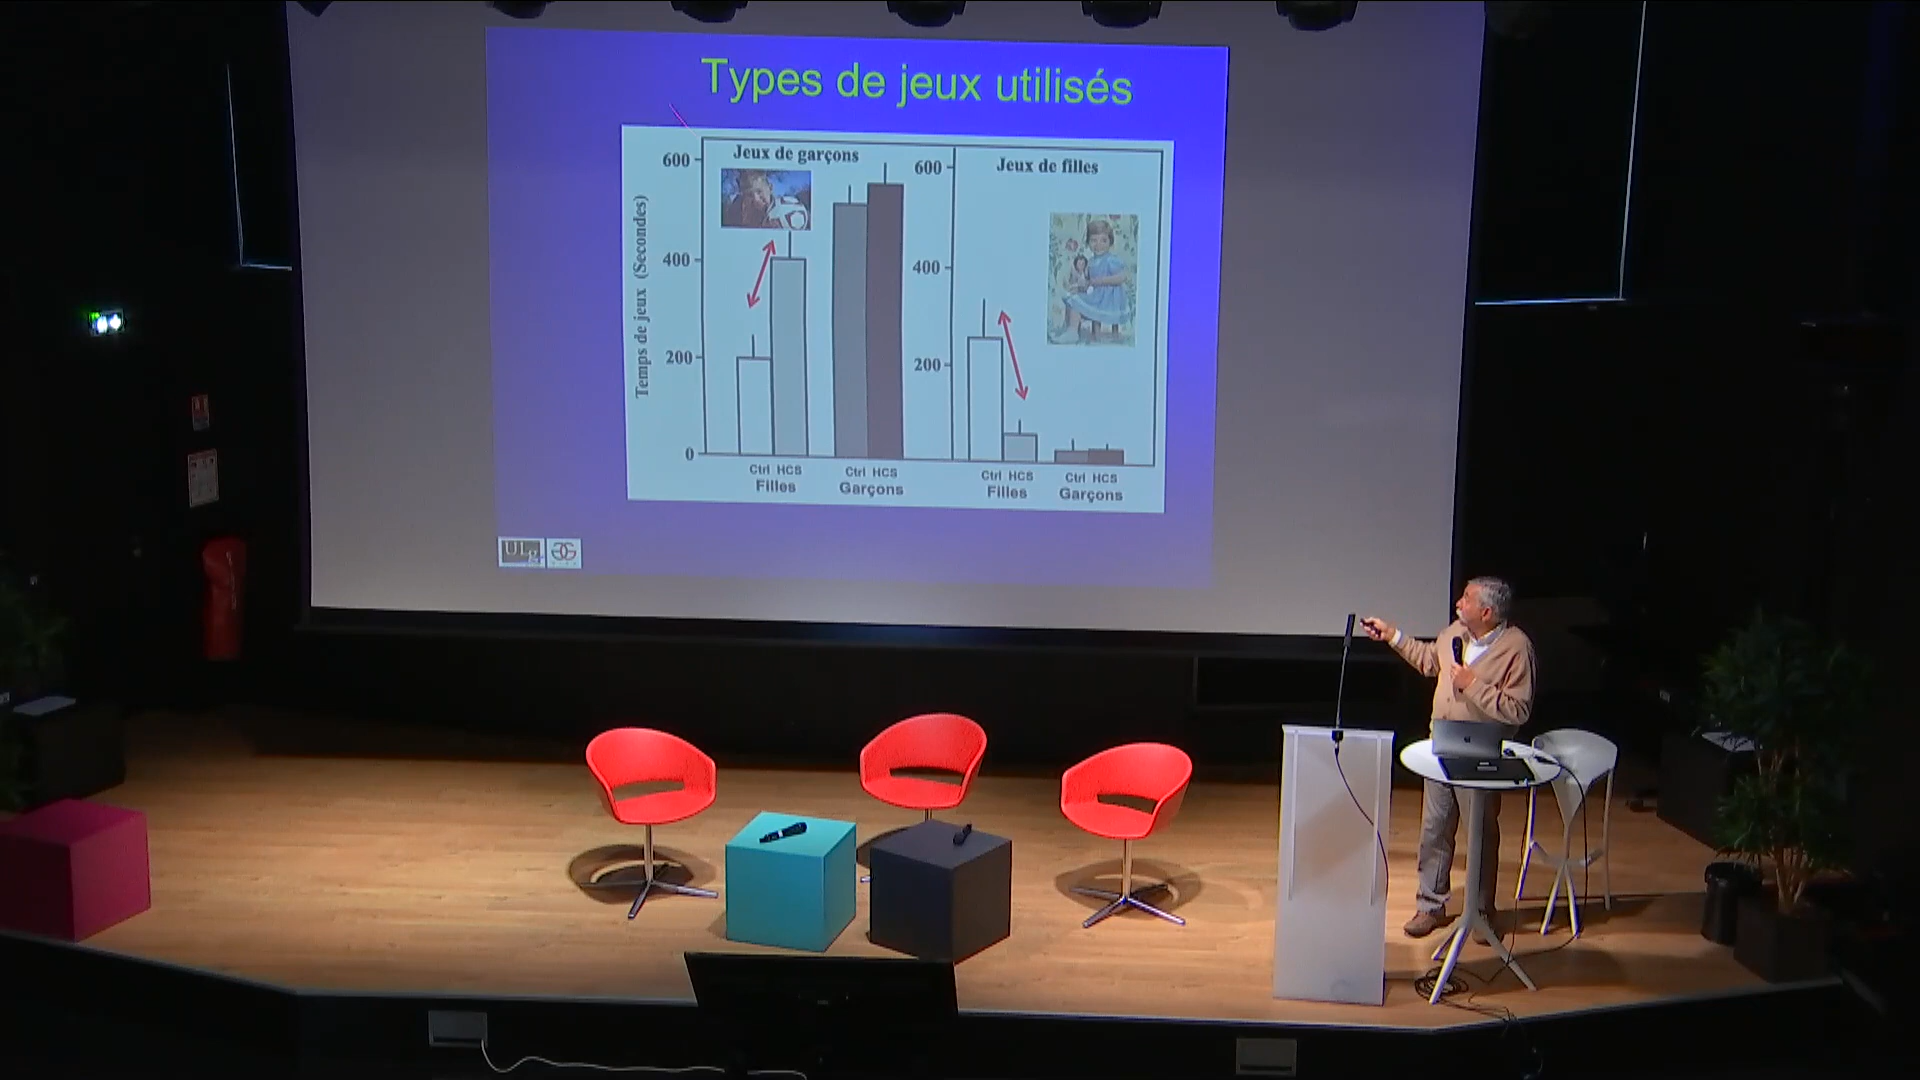 Types de jeux utilisés
Temps de jeux (Secondes)
Jeux de garçons
600
400
200
0
Ctrl HCS
Filles
Ctrl HCS
Garçons
Jeux de filles
600
400
200
Ctrl HCS
Filles
Ctrl HCS
Garçons
ULg